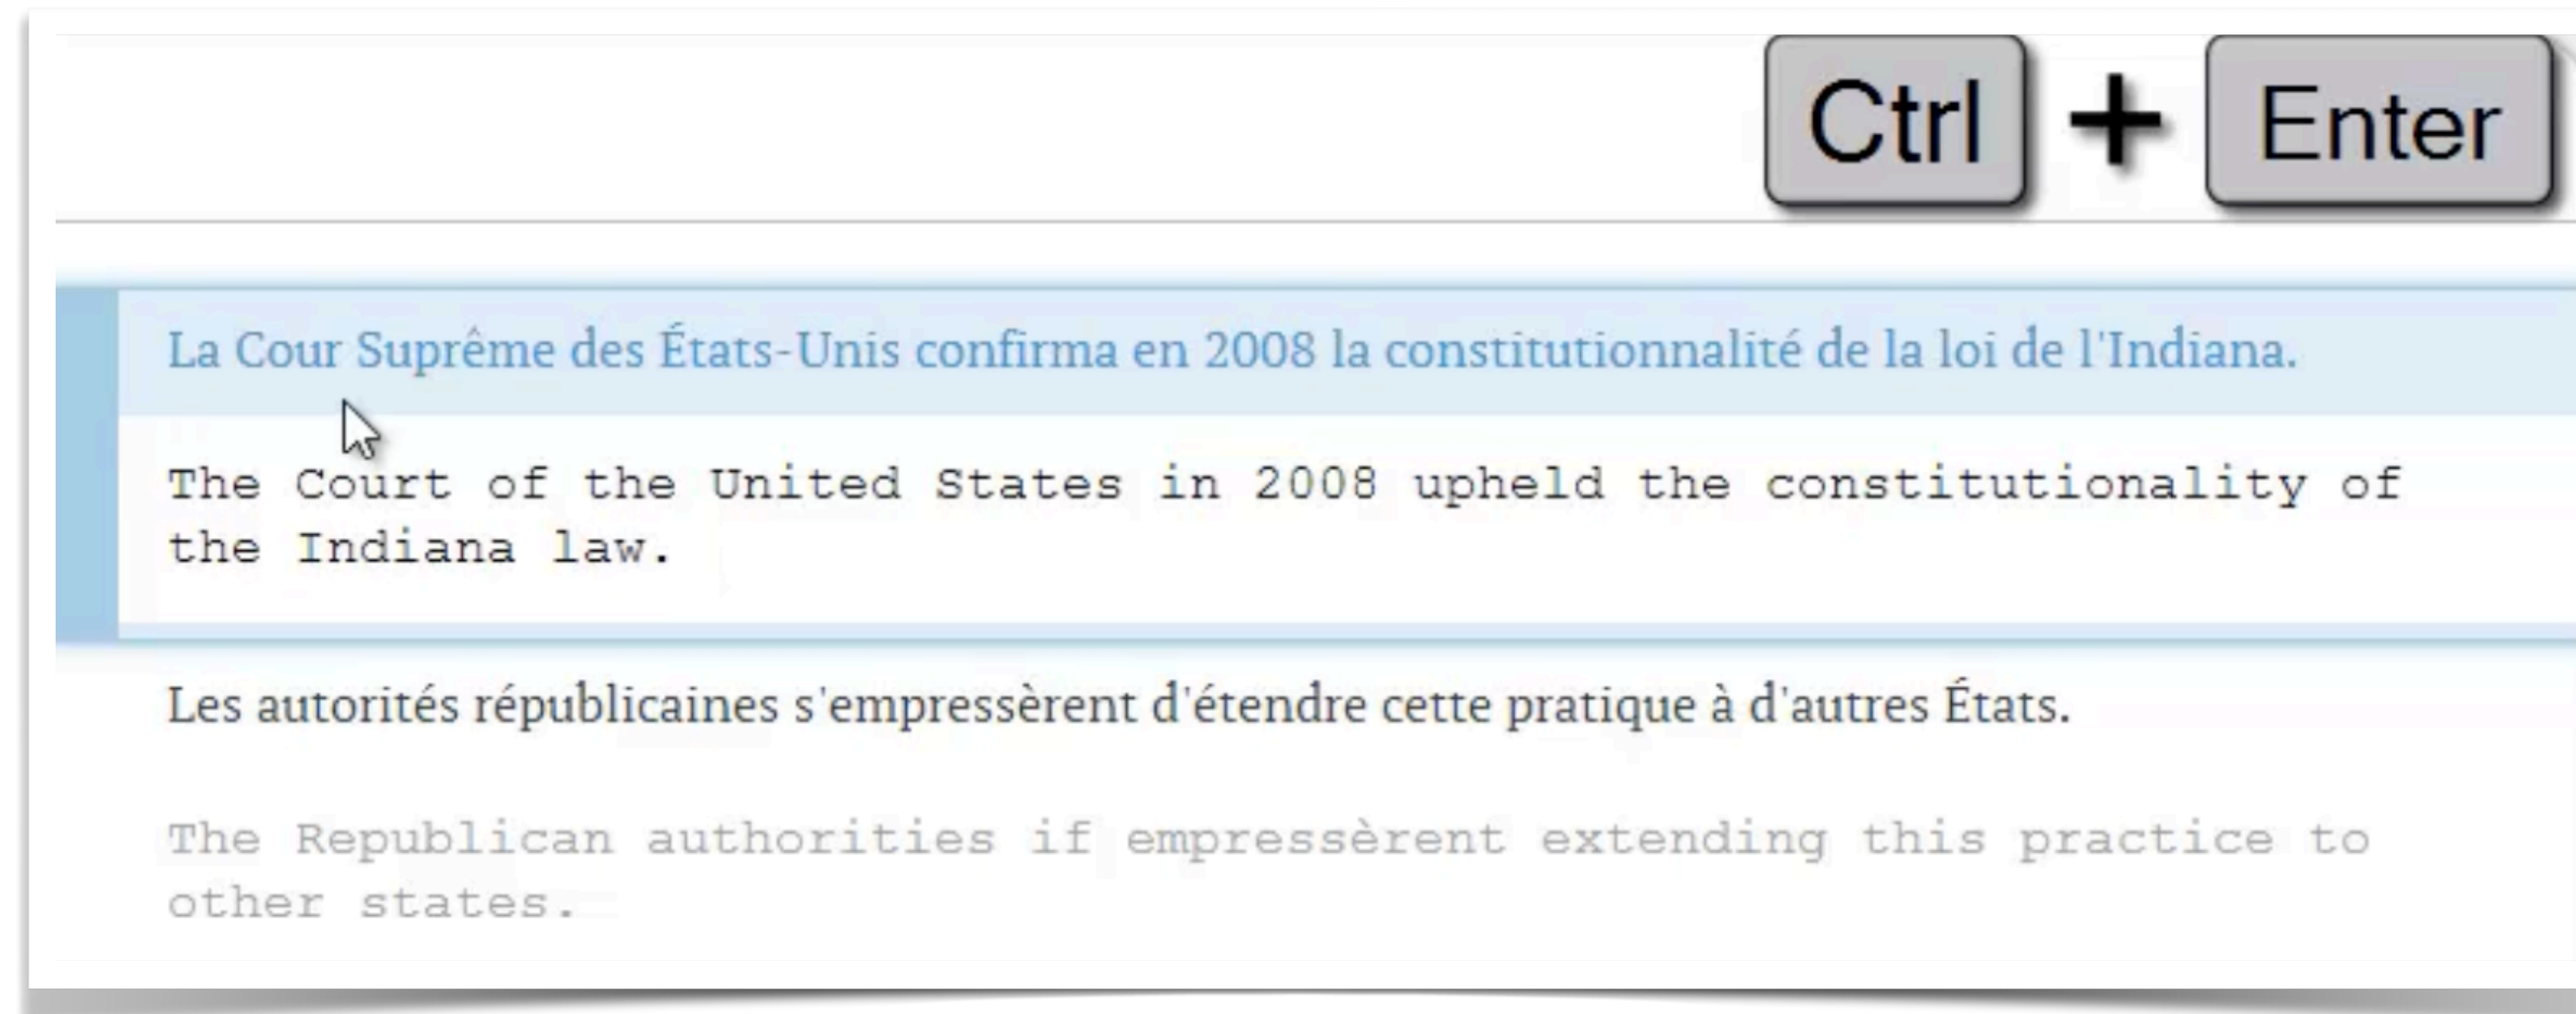 Ctrl + Enter
La Cour Suprême des États-Unis confirma en 2008 la constitutionnalité de la loi de l'Indiana.
The Court of the United States in 2008 upheld the constitutionality of
the Indiana law.
Les autorités républicaines s'empressèrent d'étendre cette pratique à d'autres États.
The Republican authorities if empressèrent extending this practice to
other states.